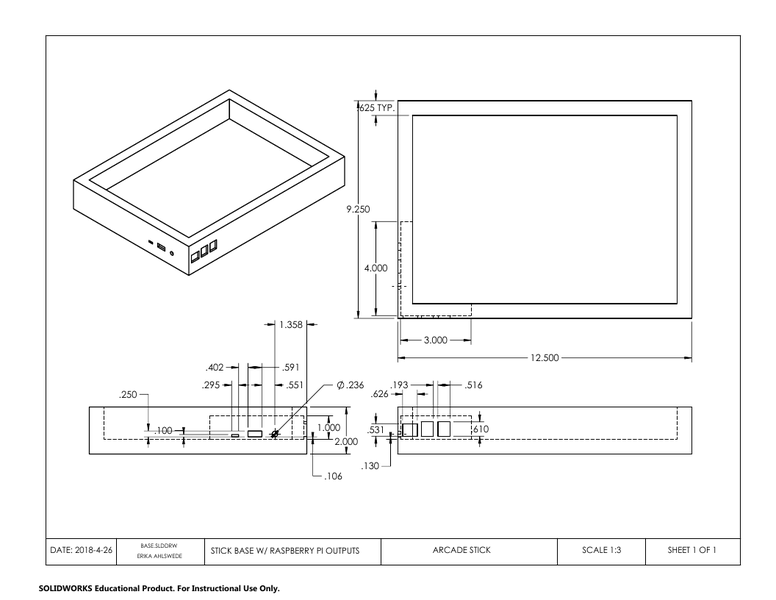 .625 TYP.
9.250
4.000
3.000
12.500
1.358
.402
.591
.295
.551
Ø.236
.193
.516
.626
.250
.100
1.000
2.000
.106
.531
.610
.130
DATE: 2018-4-26
BASE.SLDDRW
ERIKA AHLSWEDE
STICK BASE W/ RASPBERRY PI OUTPUTS
ARCADE STICK
SCALE 1:3
SHEET 1 OF 1
SOLIDWORKS Educational Product. For Instructional Use Only.